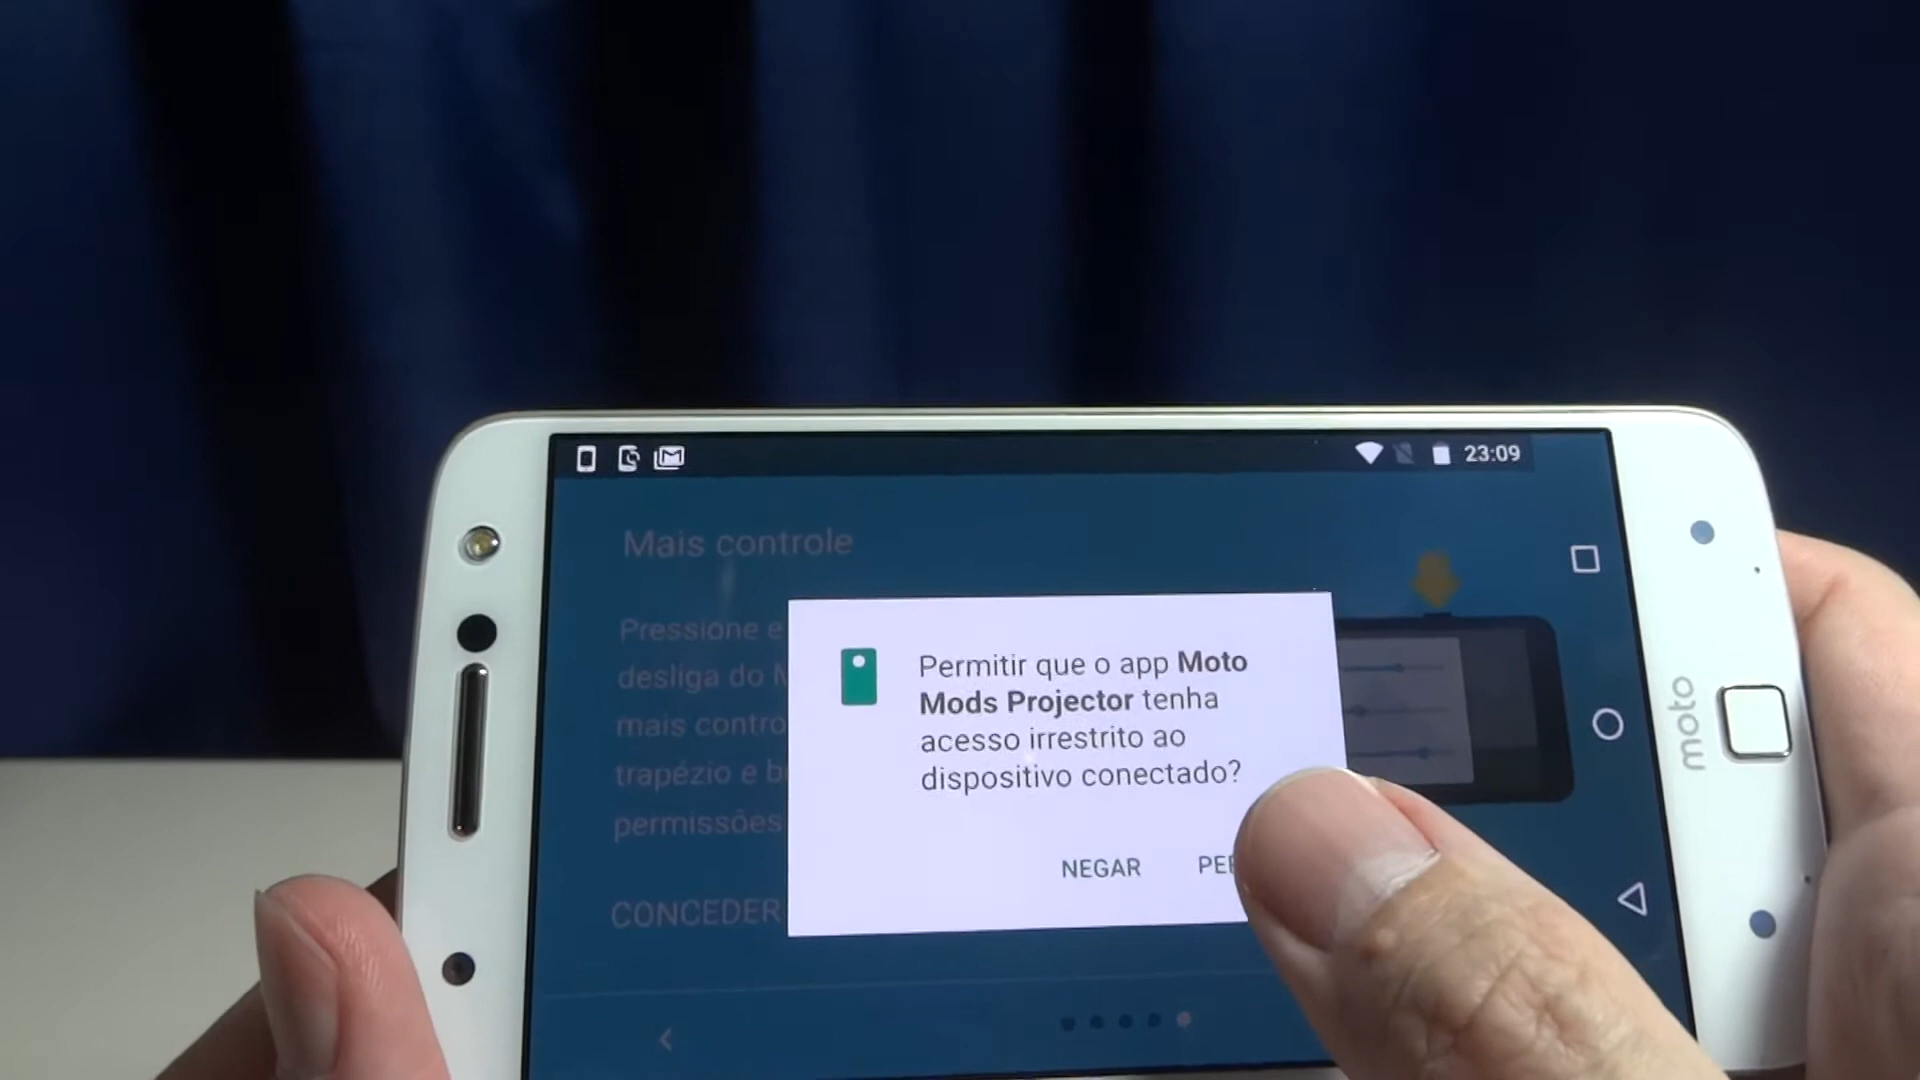 23:09
Mais controle
Pressione e
desliga do M
mais contro
trapézio e b
permissões
CONCEDER
Permitir que o app Moto
Mods Projector tenha
acesso irrestrito ao
dispositivo conectado?
NEGAR PER
moto